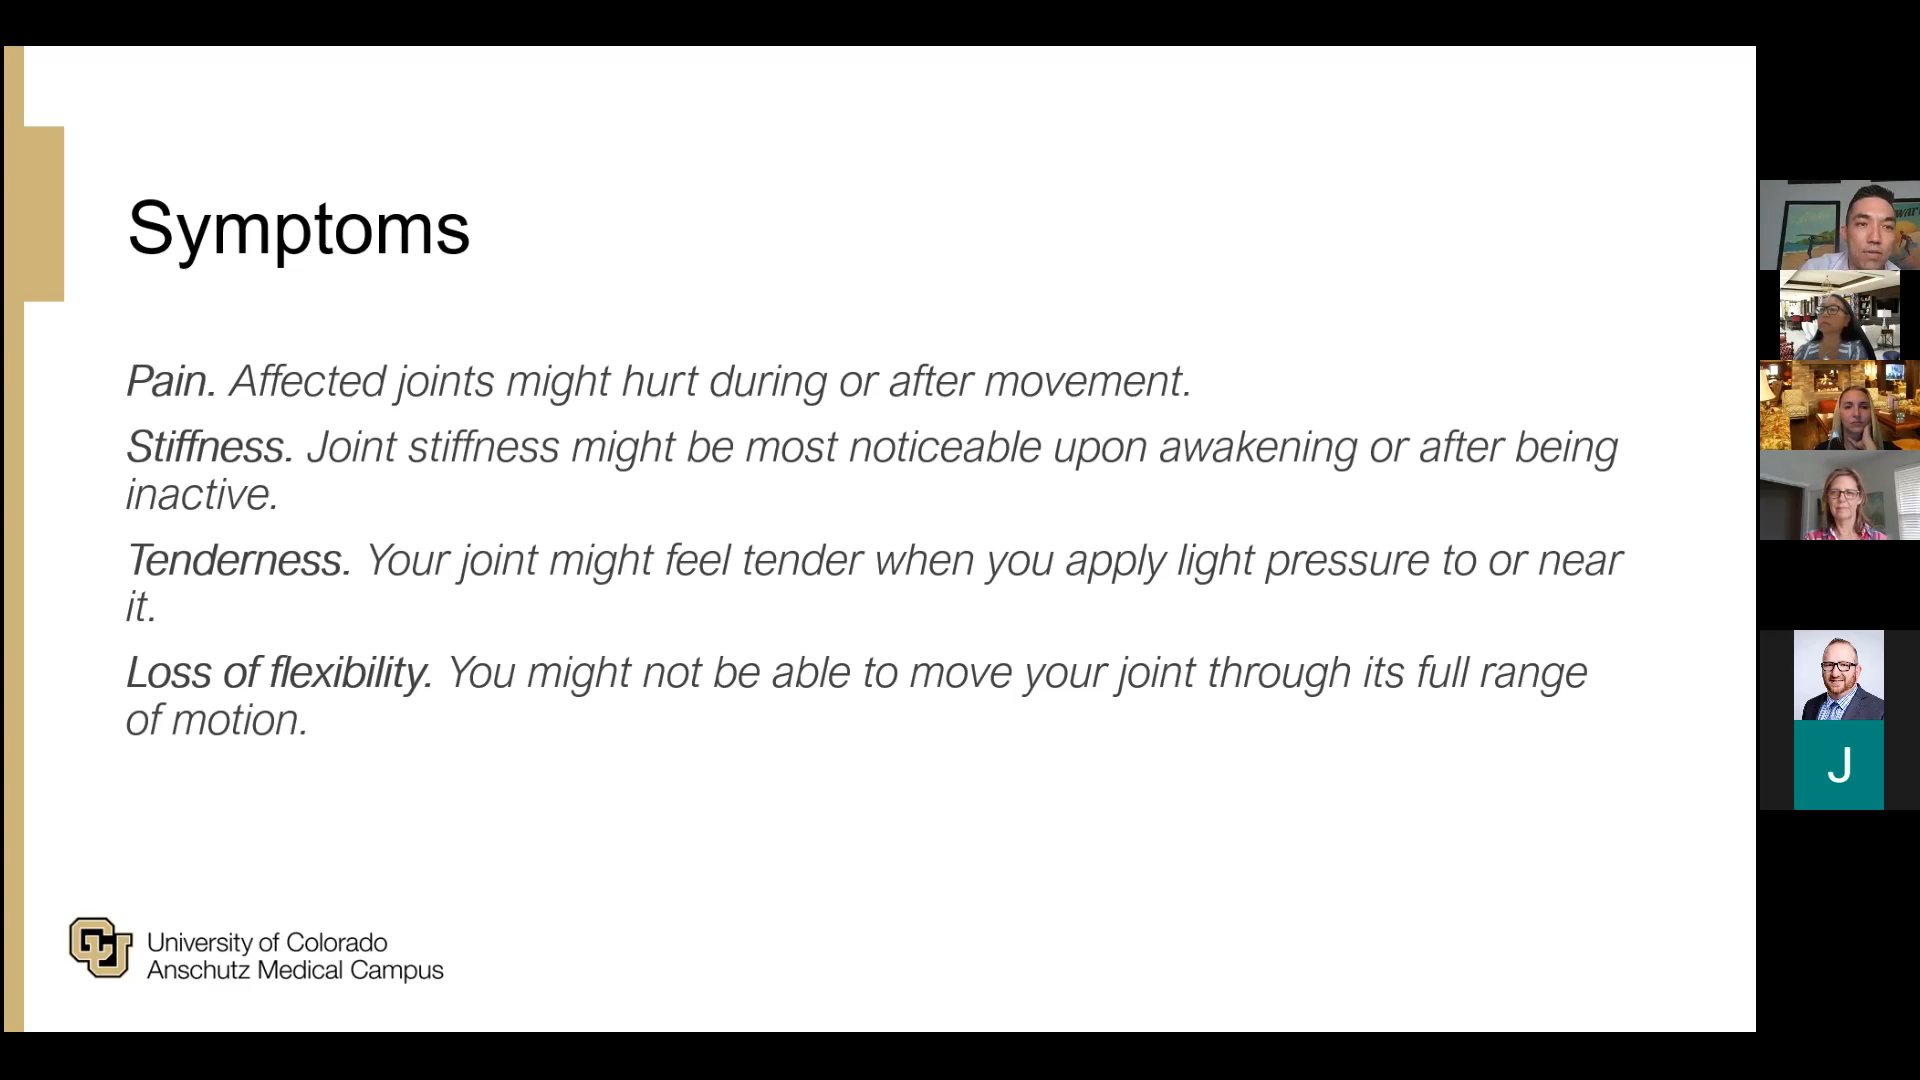 Symptoms
Pain. Affected joints might hurt during or after movement.
Stiffness. Joint stiffness might be most noticeable upon awakening or after being
inactive.
Tenderness. Your joint might feel tender when you apply light pressure to or near
it.
Loss of flexibility. You might not be able to move your joint through its full range
of motion.
CU
University of Colorado
Anschutz Medical Campus
J